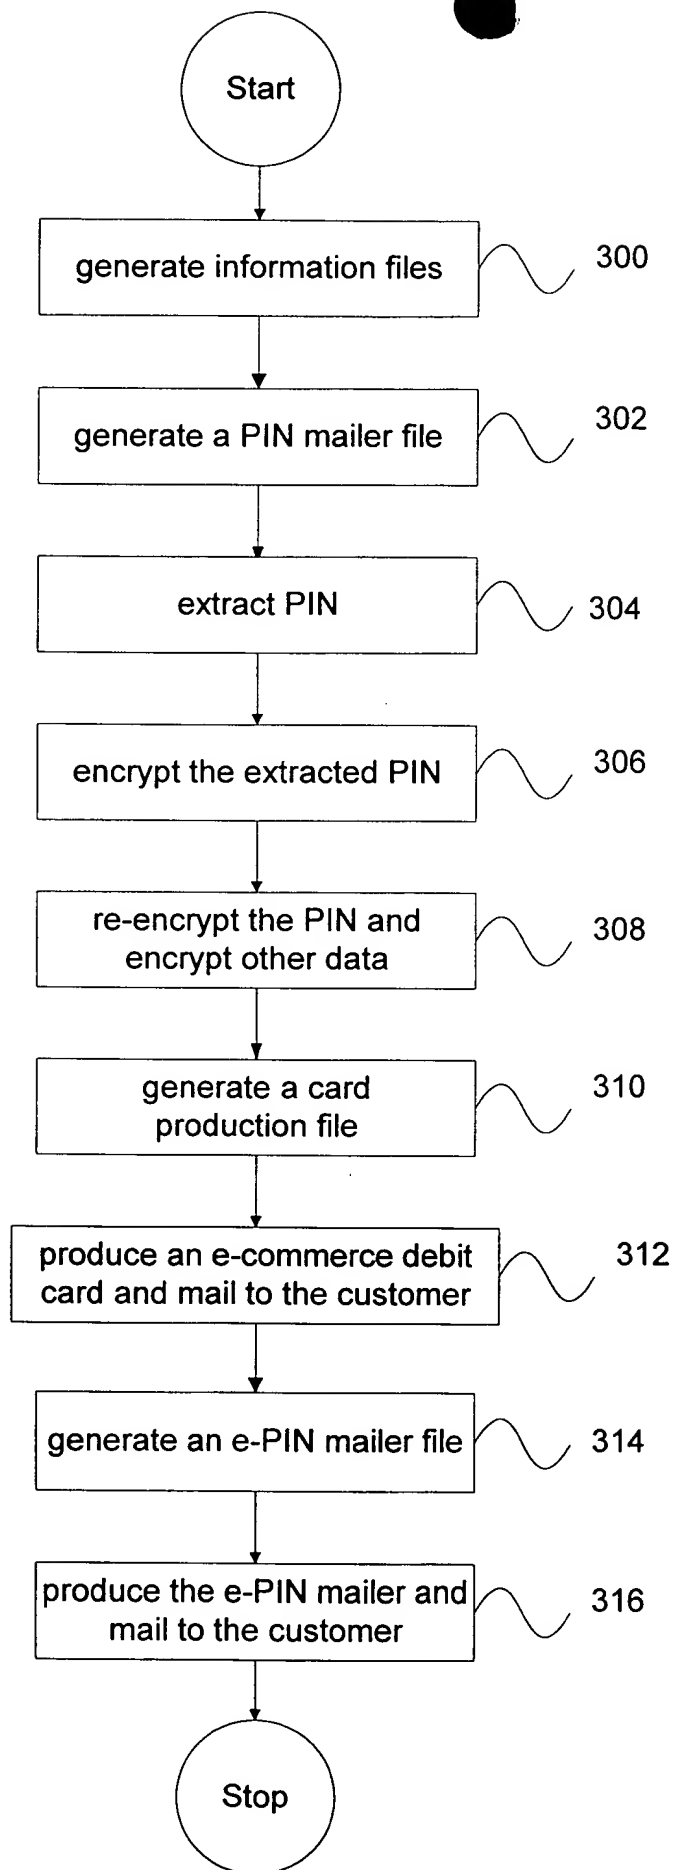 Start
generate information files
300
generate a PIN mailer file
302
extract PIN
304
encrypt the extracted PIN
306
re-encrypt the PIN and
encrypt other data
308
generate a card
production file
310
produce an e-commerce debit
card and mail to the customer
312
generate an e-PIN mailer file
314
produce the e-PIN mailer and
mail to the customer
316
Stop